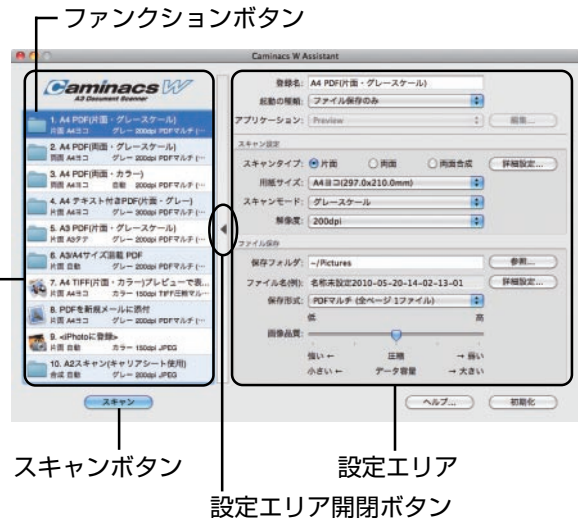 ファンクションボタン
Caminacs W Assistant
Caminacs W
A3 Document Scanner
1. A4 PDF(片面・グレースケール)
片面 A4ヨコ グレー 200dpi PDFマルチ (…
2. A4 PDF(両面・グレースケール)
両面 A4ヨコ グレー 200dpi PDFマルチ (…
3. A4 PDF(両面・カラー)
両面 A4ヨコ 自動 200dpi PDFマルチ (…
4. A4 テキスト付きPDF(片面・グレー)
片面 A4ヨコ グレー 300dpi PDFマルチ (…
5. A3 PDF(片面・グレースケール)
片面 A3タテ グレー 200dpi PDFマルチ (…
6. A3/A4サイズ混載 PDF
片面 自動 グレー 200dpi PDFマルチ (…
7. A4 TIFF(片面・カラー)プレビューで表...
片面 A4ヨコ カラー 150dpi TIFF圧縮マル…
8. PDFを新規メールに添付
片面 A4ヨコ グレー 200dpi PDFマルチ (…
9. <iPhotoに登録>
片面 自動 カラー 150dpi JPEG
10. A2スキャン(キャリアシート使用)
合成 自動 グレー 200dpi JPEG
スキャン
登録名: A4 PDF(片面・グレースケール)
起動の種類: ファイル保存のみ
アプリケーション: Preview 編集...
スキャン設定
スキャンタイプ: 片面 両面 両面合成 詳細設定...
用紙サイズ: A4ヨコ(297.0x210.0mm)
スキャンモード: グレースケール
解像度: 200dpi
ファイル保存
保存フォルダ: ~/Pictures 参照...
ファイル名(例): 名称未設定2010-05-20-14-02-13-01 詳細設定...
保存形式: PDFマルチ (全ページ 1ファイル)
低 高
画像品質:
強い ← 圧縮 → 弱い
小さい ← データ容量 → 大きい
ヘルプ... 初期化
スキャンボタン
設定エリア
設定エリア開閉ボタン